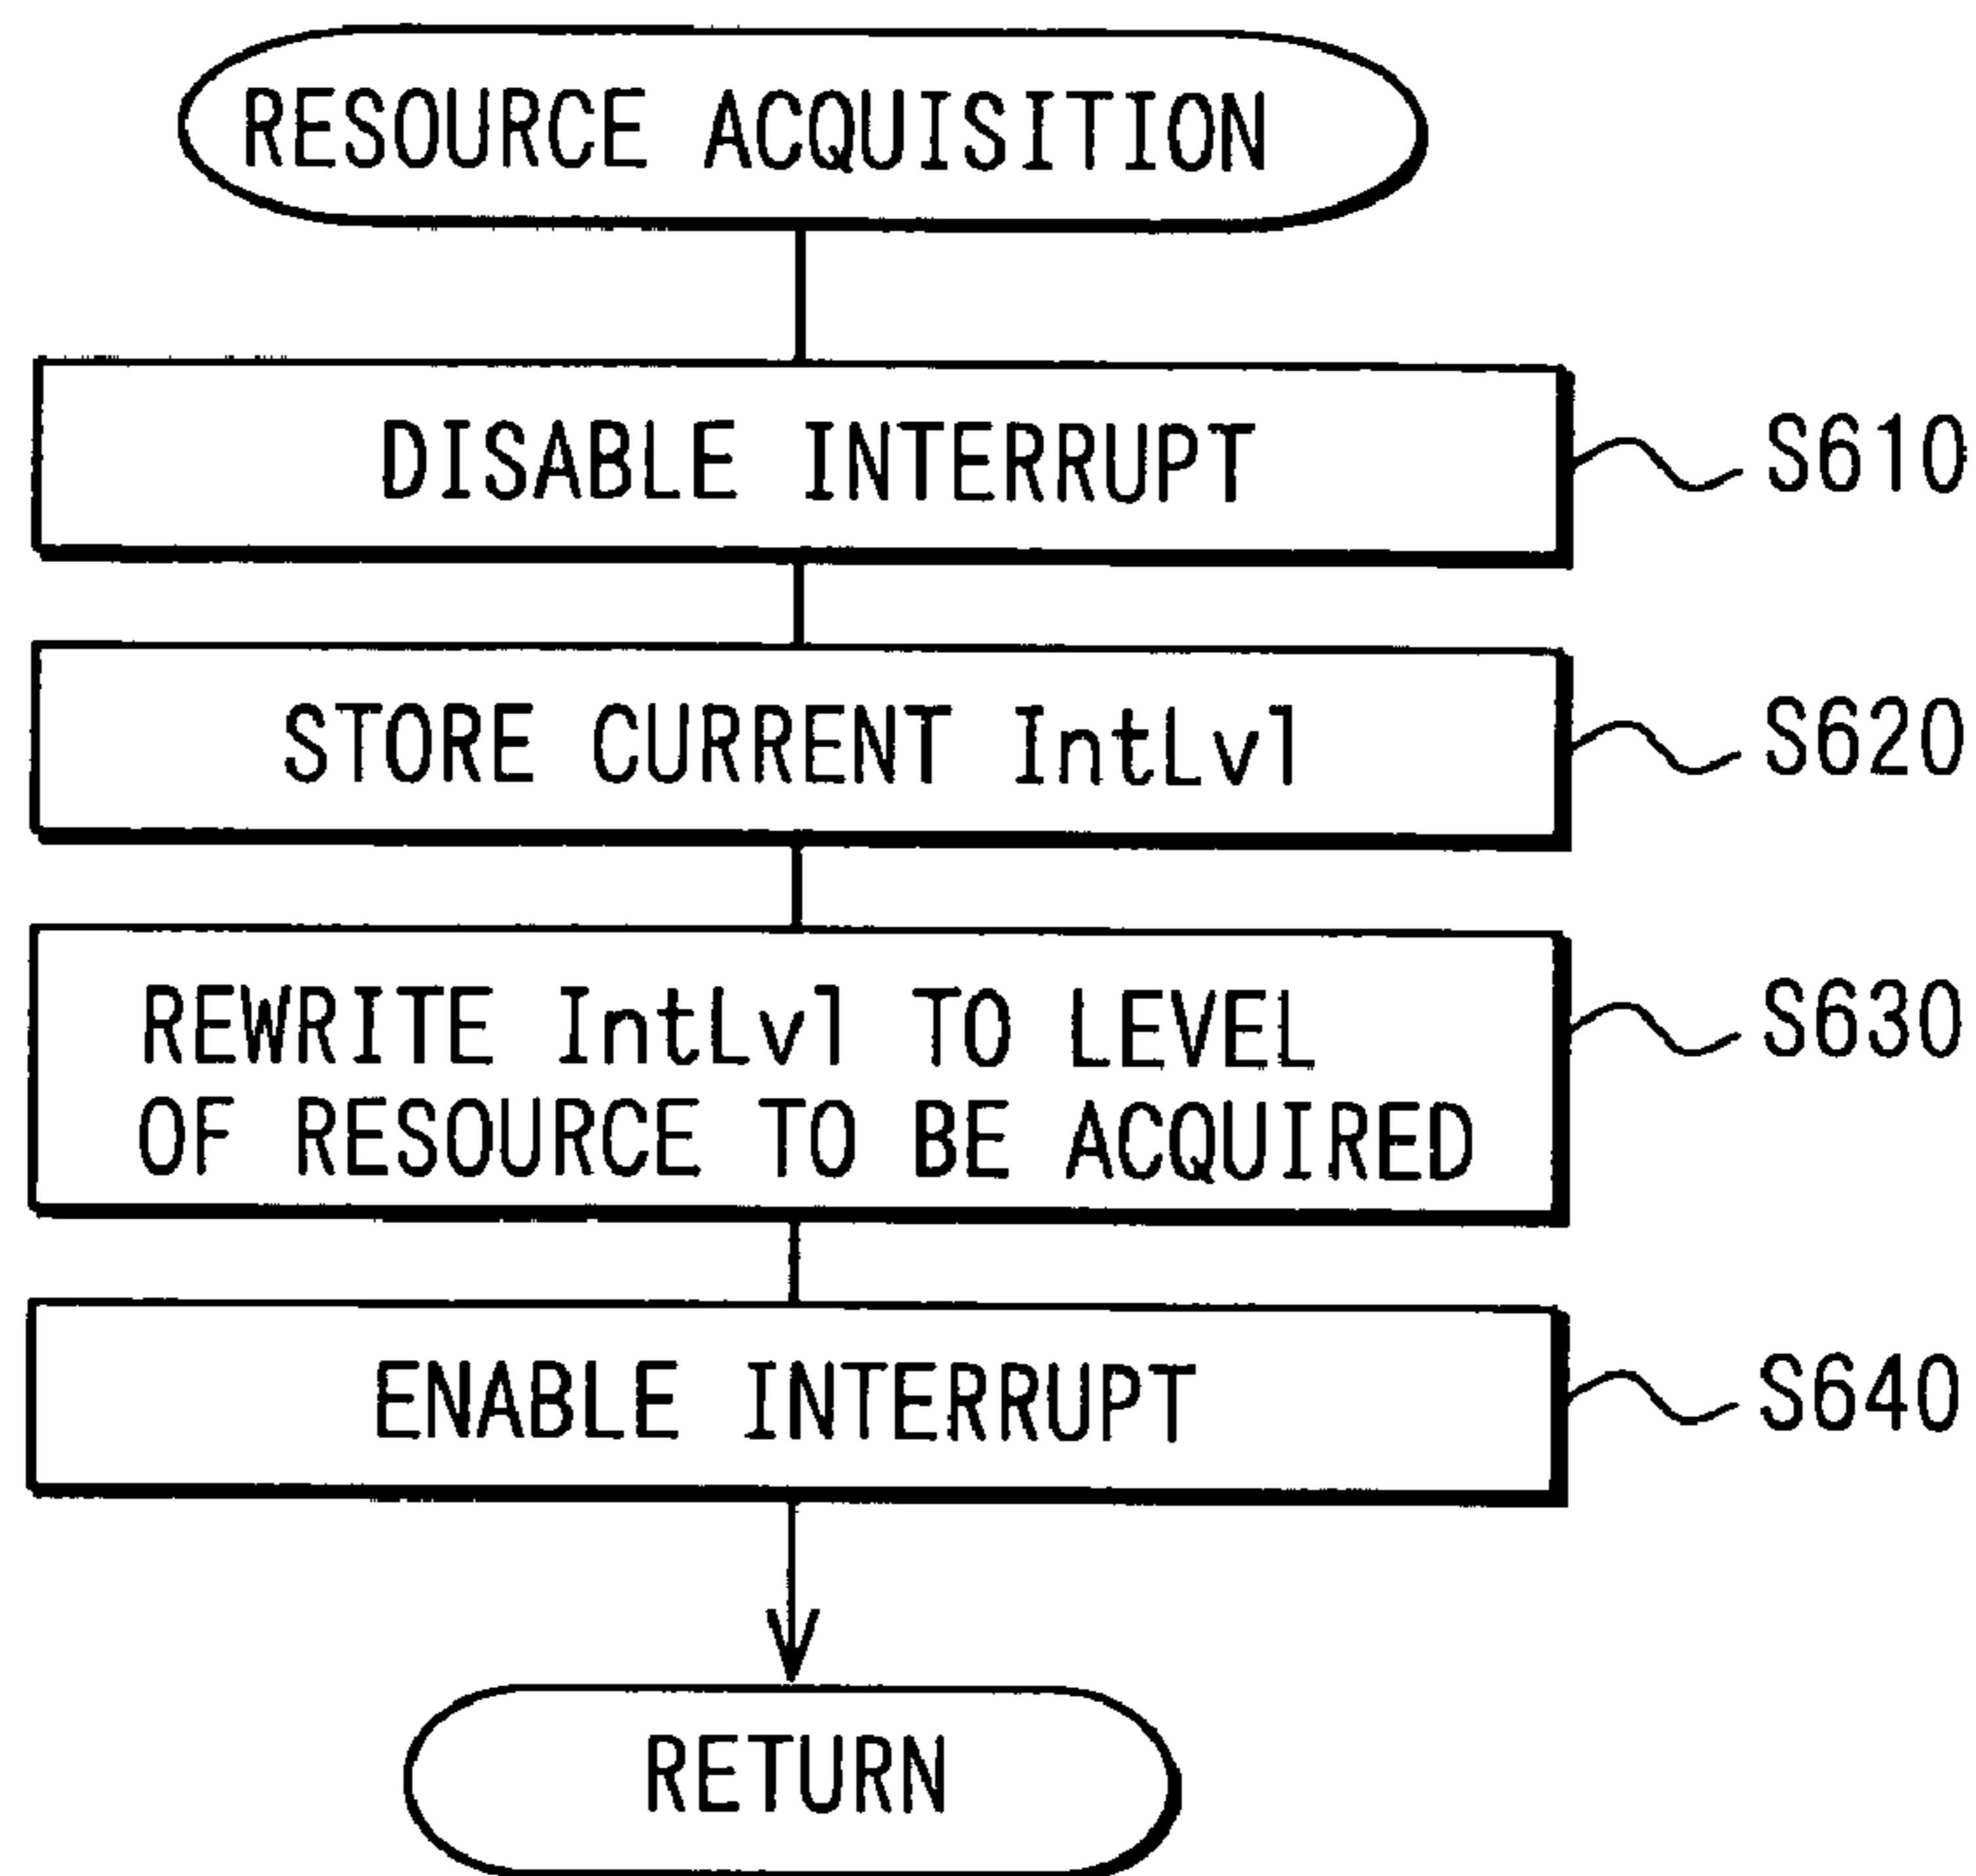 RESOURCE ACQUISITION
DISABLE INTERRUPT
S610
STORE CURRENT IntLvl
S620
REWRITE IntLvl TO LEVEL
OF RESOURCE TO BE ACQUIRED
S630
ENABLE INTERRUPT
S640
RETURN